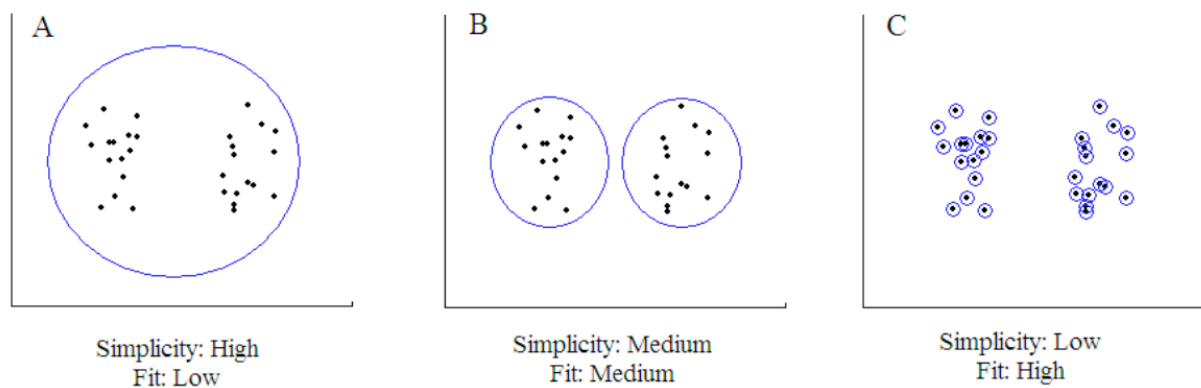 A
B
C
Simplicity: High
Fit: Low
Simplicity: Medium
Fit: Medium
Simplicity: Low
Fit: High